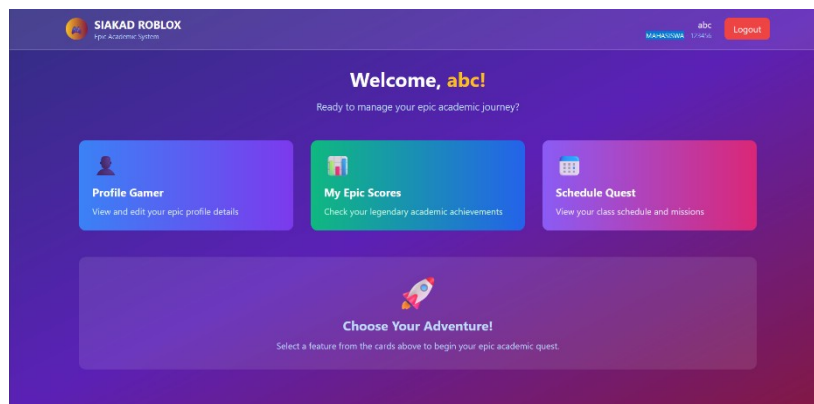 SIAKAD ROBLOX
Epic Academic System
abc
MAHASISWA 123456
Logout
Welcome, abc!
Ready to manage your epic academic journey?
Profile Gamer
View and edit your epic profile details
My Epic Scores
Check your legendary academic achievements
Schedule Quest
View your class schedule and missions
Choose Your Adventure!
Select a feature from the cards above to begin your epic academic quest.